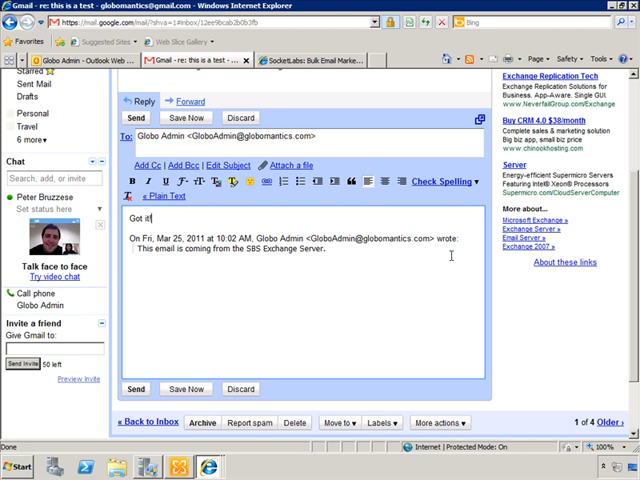 Gmail - re: this is a test - globomantics@gmail.com - Windows Internet Explorer
https://mail.google.com/mail/?shva=1#inbox/12ee9bcab2b0b3fb
Bing
Favorites
Suggested Sites
Web Slice Gallery
Globo Admin - Outlook Web ...
Gmail - re: this is a test -...
SocketLabs: Bulk Email Marke...
Page
Safety
Tools
Starred
Sent Mail
Drafts
Personal
Travel
6 more▾
Chat
Search, add, or invite
Peter Bruzzese
Set status here
Talk face to face
Try video chat
Call phone
Globo Admin
Invite a friend
Give Gmail to:
Send Invite 50 left
Preview Invite
Reply
Forward
Send Save Now Discard
To: Globo Admin <GloboAdmin@globomantics.com>
Add Cc | Add Bcc | Edit Subject Attach a file
B I U Check Spelling▾
« Plain Text
Got it!
On Fri, Mar 25, 2011 at 10:02 AM, Globo Admin <GloboAdmin@globomantics.com> wrote:
This email is coming from the SBS Exchange Server.
Send Save Now Discard
« Back to Inbox Archive Report spam Delete Move to▾ Labels▾ More actions▾ 1 of 4 Older ›
Exchange Replication Tech
Exchange Replication Solutions for
Business. App-Aware. Single GUI.
www.NeverfailGroup.com/Exchange
Buy CRM 4.0 $38/month
Complete sales & marketing solution
Big biz app, small biz price
www.chinookhosting.com
Server
Energy-efficient Supermicro Servers
Featuring Intel® Xeon® Processors
Supermicro.com/CloudServerComputer
More about...
Microsoft Exchange »
Exchange Server »
Email Server »
Exchange 2007 »
About these links
Done
Internet | Protected Mode: On
100%
Start